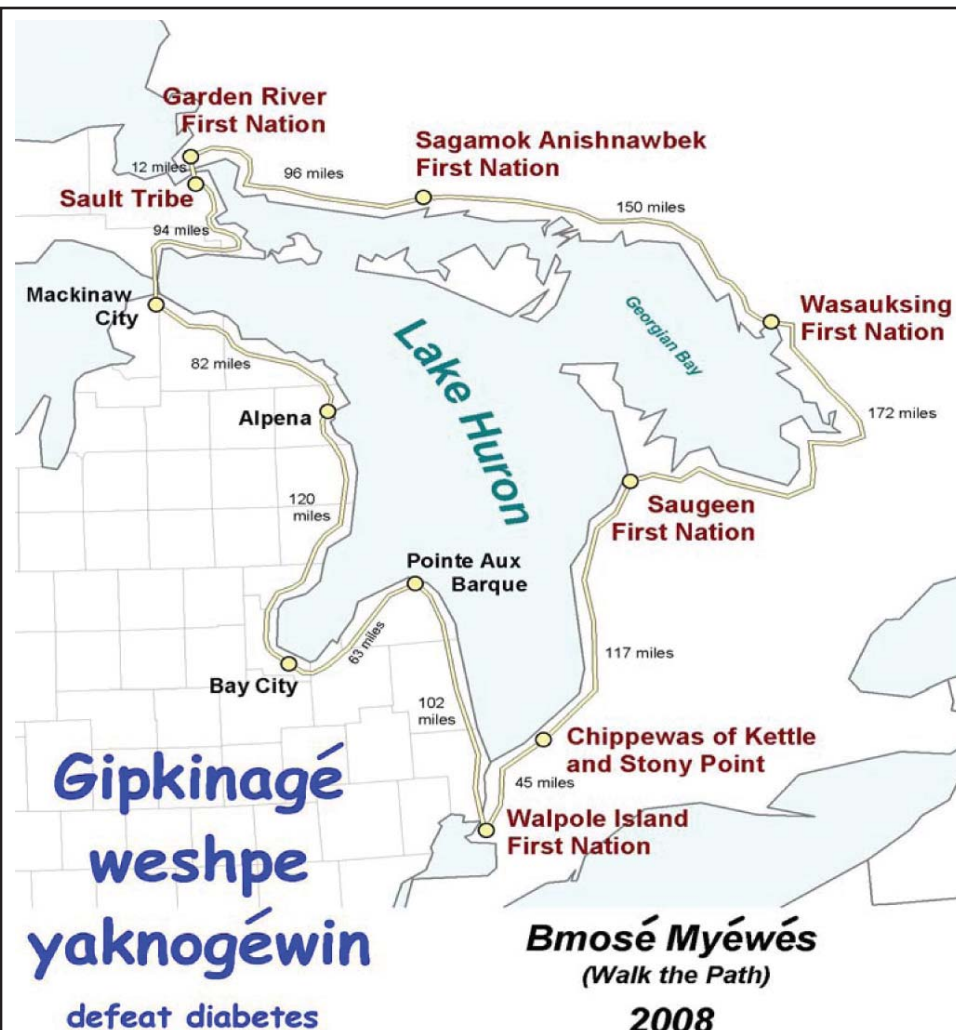 Garden River
First Nation
12 miles
96 miles
Sagamok Anishnawbek
First Nation
150 miles
Sault Tribe
94 miles
Mackinaw
City
Georgian Bay
Wasauksing
First Nation
82 miles
Lake Huron
Alpena
172 miles
120
miles
Saugeen
First Nation
Pointe Aux
Barque
63 miles
117 miles
Bay City
102
miles
Chippewas of Kettle
and Stony Point
45 miles
Walpole Island
First Nation
Gipkinagé
weshpe
yaknogéwin
defeat diabetes
Bmosé Myéwés
(Walk the Path)
2008